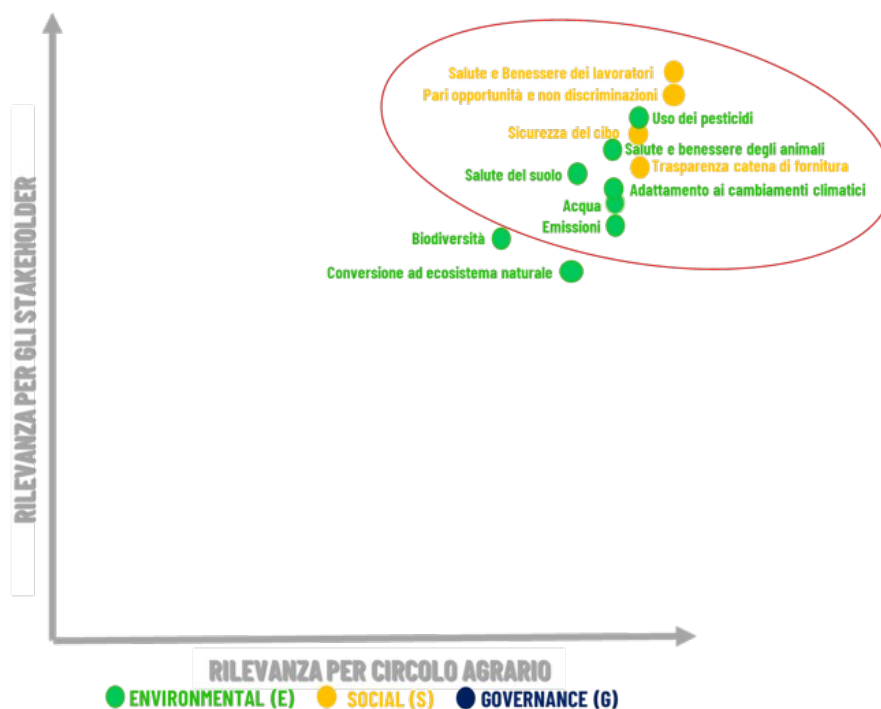 RILEVANZA PER GLI STAKEHOLDER
Salute e Benessere dei lavoratori
Pari opportunità e non discriminazioni
Uso dei pesticidi
Sicurezza del cibo
Salute e benessere degli animali
Trasparenza catena di fornitura
Salute del suolo
Adattamento ai cambiamenti climatici
Acqua
Emissioni
Biodiversità
Conversione ad ecosistema naturale
RILEVANZA PER CIRCOLO AGRARIO
ENVIRONMENTAL (E)
SOCIAL (S)
GOVERNANCE (G)